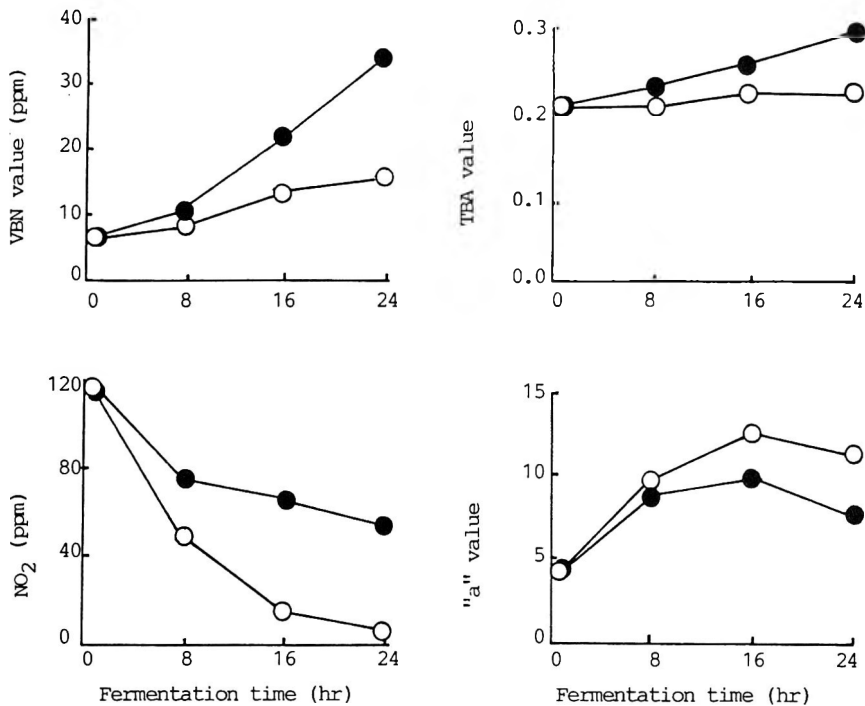 VBN value (ppm)
40
30
20
10
0
0 8 16 24
TBA value
0.3
0.2
0.1
0.0
0 8 16 24
NO2 (ppm)
120
80
40
0
0 8 16 24
Fermentation time (hr)
"a" value
15
10
5
0
0 8 16 24
Fermentation time (hr)